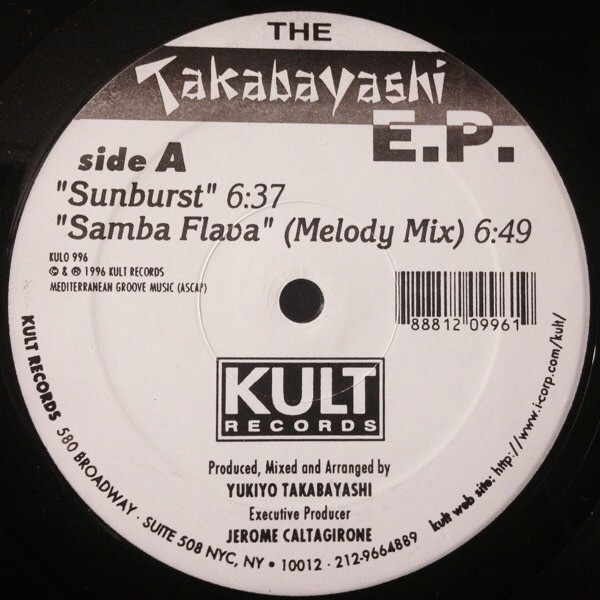 THE
Takabayashi
E.P.
side A
"Sunburst" 6:37
"Samba Flava" (Melody Mix) 6:49
KULO 996
© & ℗ 1996 KULT RECORDS
MEDITERRANEAN GROOVE MUSIC (ASCAP)
88812 09961
KULT
RECORDS
Produced, Mixed and Arranged by
YUKIYO TAKABAYASHI
Executive Producer
JEROME CALTAGIRONE
KULT RECORDS 580 BROADWAY · SUITE 508 NYC, NY • 10012 · 212-9664889
kult web site: http://www.i-corp.com/kult/